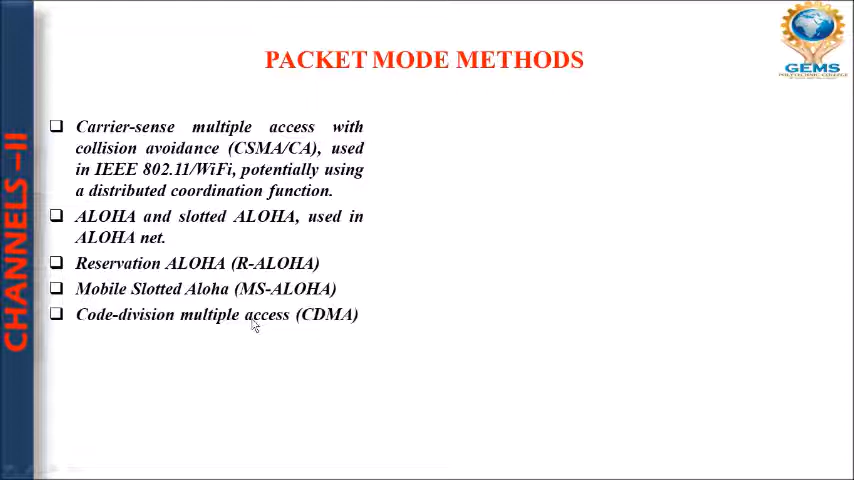 PACKET MODE METHODS
GEMS
POLYTECHNIC COLLEGE
CHANNELS –II
Carrier-sense multiple access with
collision avoidance (CSMA/CA), used
in IEEE 802.11/WiFi, potentially using
a distributed coordination function.
ALOHA and slotted ALOHA, used in
ALOHA net.
Reservation ALOHA (R-ALOHA)
Mobile Slotted Aloha (MS-ALOHA)
Code-division multiple access (CDMA)